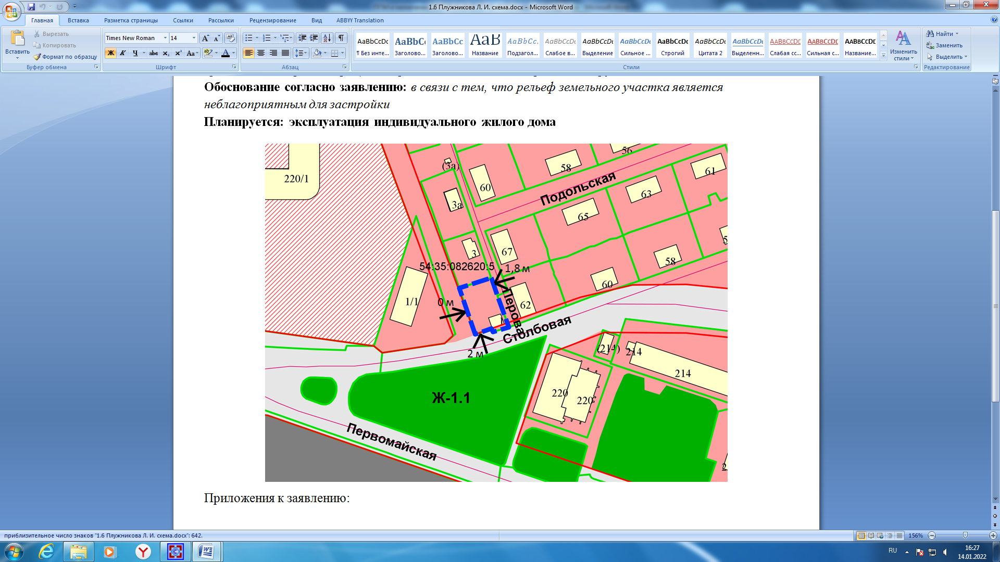 1.6 Плужникова Л. И. схема.docx - Microsoft Word
Главная Вставка Разметка страницы Ссылки Рассылки Рецензирование Вид ABBYY Translation
Вставить
Вырезать
Копировать
Формат по образцу
Буфер обмена
Times New Roman 14
Ж К Ч abc x₂ x² Aa
Шрифт
Абзац
AaBbCcDc AaBbCc AaBbCc АаВ AaBbCc. AaBbCcDc AaBbCcDc AaBbCcDc AaBbCcDc AaBbCcDc AaBbCcDc AABBCCDE AABBCCDE AABBCCDE
¶ Без инте... Заголово... Заголово... Название Подзагол... Слабое в... Выделение Сильное ... Строгий Цитата 2 Выделенн... Слабая сс... Сильная с... Название...
Стили
Изменить
стили
Найти
Заменить
Выделить
Редактирование
Обоснование согласно заявлению: в связи с тем, что рельеф земельного участка является
неблагоприятным для застройки
Планируется: эксплуатация индивидуального жилого дома
220/1
(3а)
60
58
56
61
Подольская
63
3а
65
67
3
58
54:35:082620:5
1,8 м
60
1/1
0 м
62
Перова
Столбовая
2 м
(214)
214
214
220
220
Ж-1.1
Первомайская
Приложения к заявлению:
приблизительное число знаков "1.6 Плужникова Л. И. схема.docx": 642.
156%
RU
16:27
14.01.2022